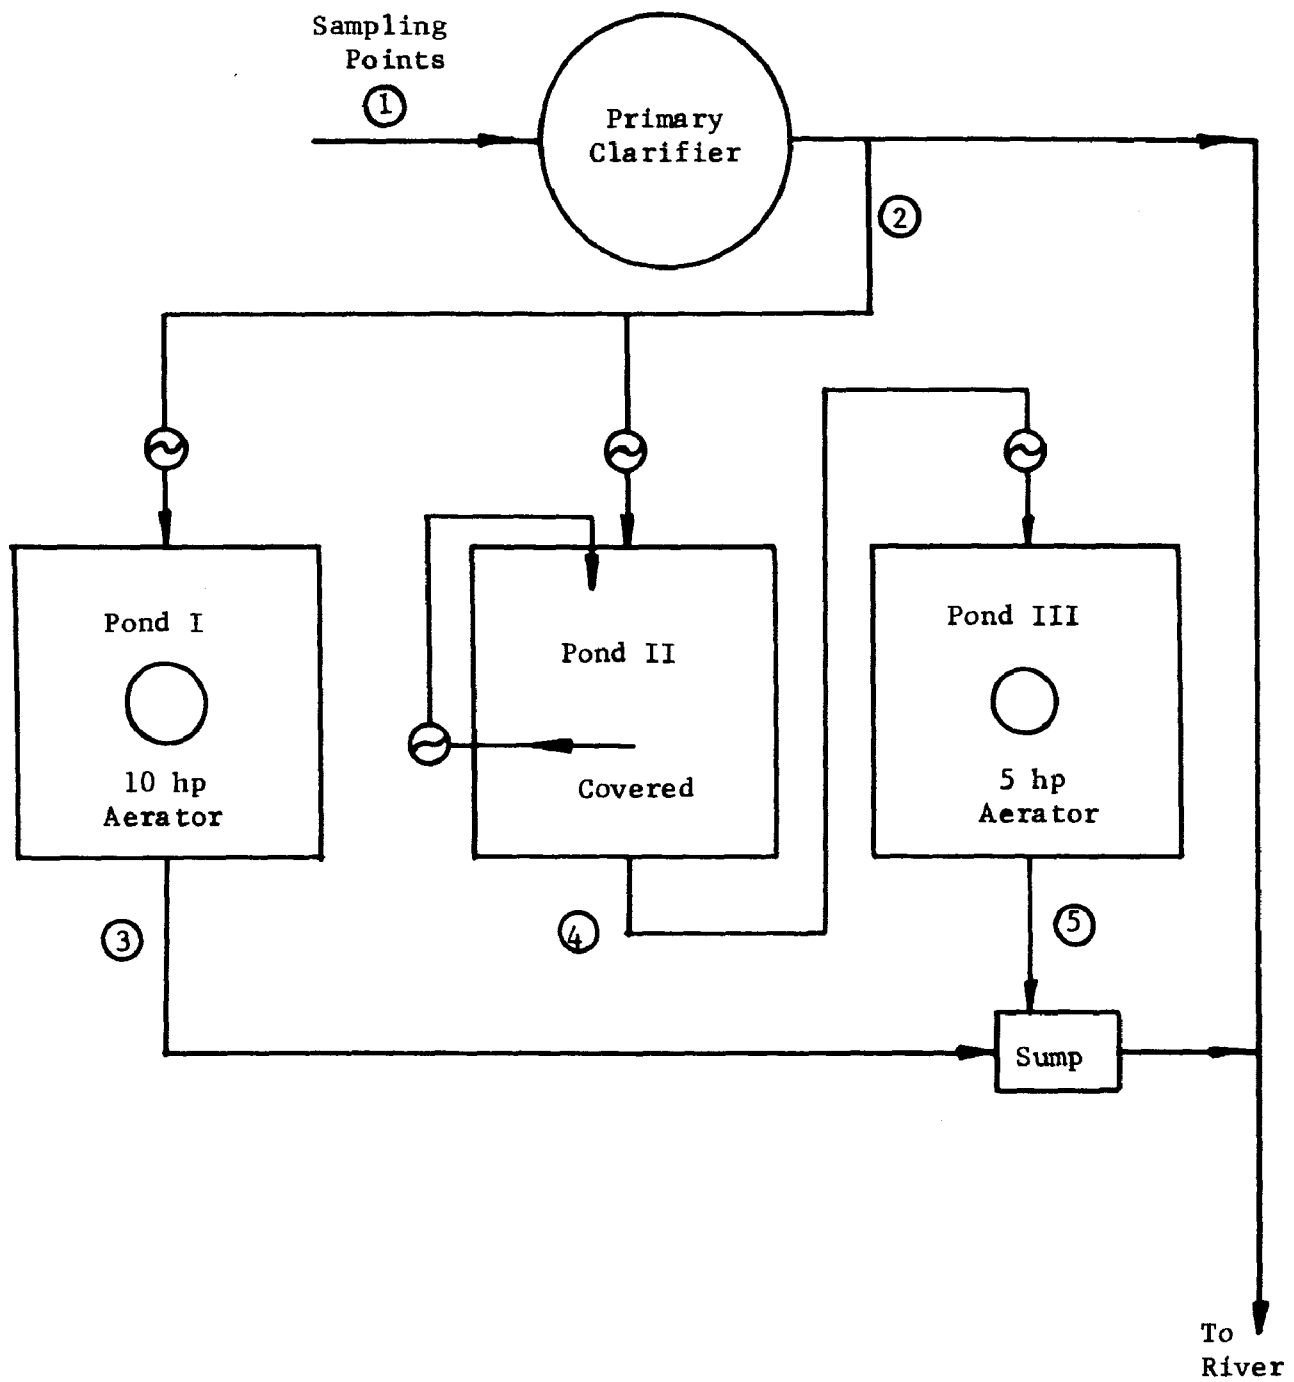 Sampling
Points
1
Primary
Clarifier
2
Pond I
10 hp
Aerator
Pond II
Covered
Pond III
5 hp
Aerator
3
4
5
Sump
To
River